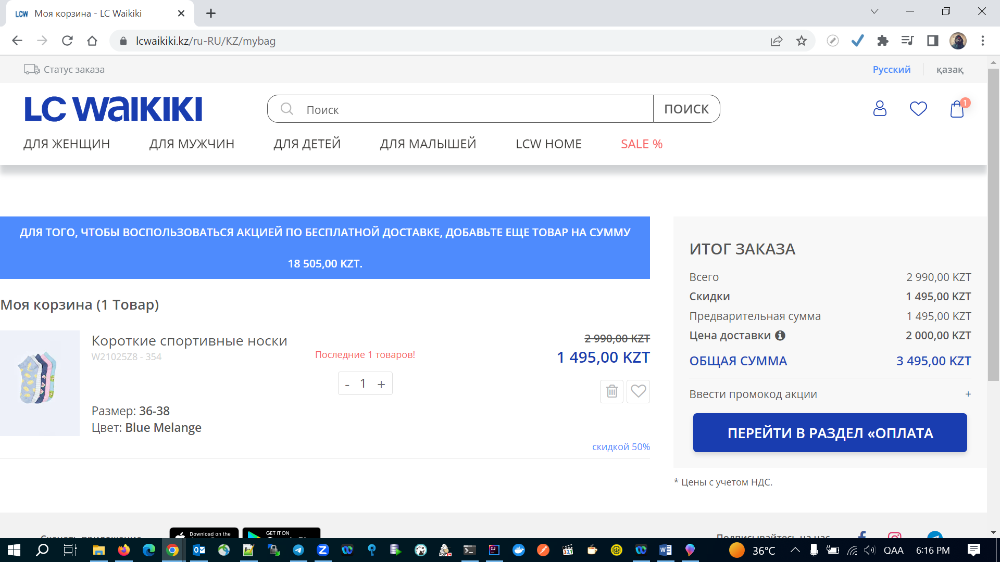 LCW Моя корзина - LC Waikiki
lcwaikiki.kz/ru-RU/KZ/mybag
Статус заказа
Русский
қазақ
LC WAIKIKI
Поиск
ПОИСК
1
ДЛЯ ЖЕНЩИН
ДЛЯ МУЖЧИН
ДЛЯ ДЕТЕЙ
ДЛЯ МАЛЫШЕЙ
LCW HOME
SALE %
ДЛЯ ТОГО, ЧТОБЫ ВОСПОЛЬЗОВАТЬСЯ АКЦИЕЙ ПО БЕСПЛАТНОЙ ДОСТАВКЕ, ДОБАВЬТЕ ЕЩЕ ТОВАР НА СУММУ
18 505,00 KZT.
Моя корзина (1 Товар)
Короткие спортивные носки
W21025Z8 - 354
Последние 1 товаров!
- 1 +
2 990,00 KZT
1 495,00 KZT
Размер: 36-38
Цвет: Blue Melange
скидкой 50%
ИТОГ ЗАКАЗА
Всего 2 990,00 KZT
Скидки 1 495,00 KZT
Предварительная сумма 1 495,00 KZT
Цена доставки 2 000,00 KZT
ОБЩАЯ СУММА 3 495,00 KZT
Ввести промокод акции +
ПЕРЕЙТИ В РАЗДЕЛ «ОПЛАТА
* Цены с учетом НДС.
Скачать приложение
Download on the
GET IT ON
Подписывайтесь на нас
36°C
QAA
6:16 PM